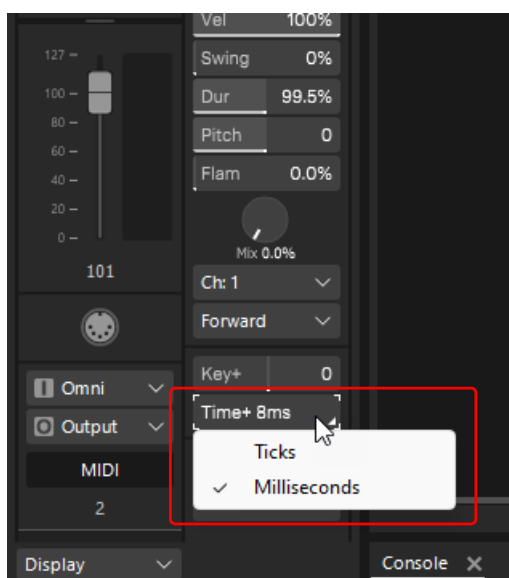 Vel 100%
127
Swing 0%
100
Dur 99.5%
80
Pitch 0
60
Flam 0.0%
40
20
0
Mix 0.0%
101
Ch: 1
Forward
Key+ 0
Omni
Time+ 8ms
Output
Ticks
MIDI
Milliseconds
2
Display
Console